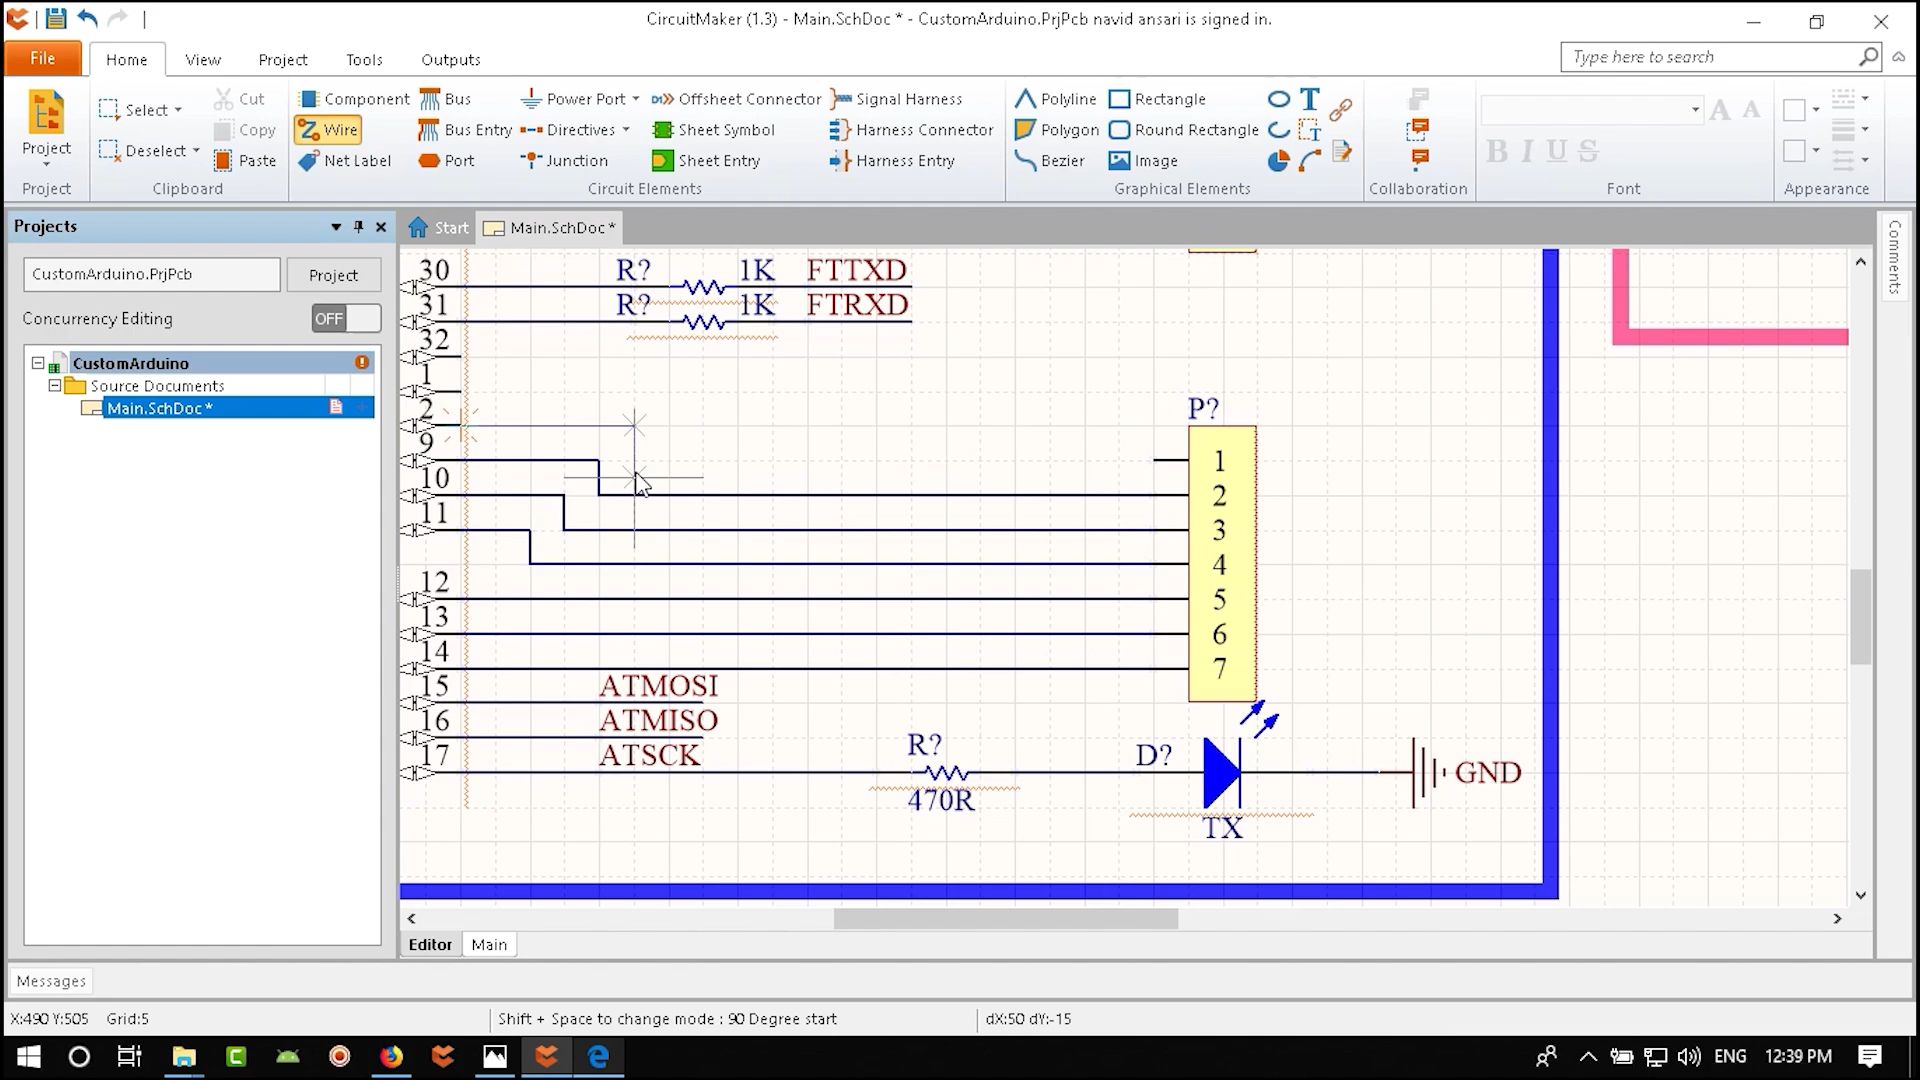 CircuitMaker (1.3) - Main.SchDoc * - CustomArduino.PrjPcb navid ansari is signed in.
File Home View Project Tools Outputs
Type here to search
Select Cut Component Bus Power Port Offsheet Connector Signal Harness Polyline Rectangle T A A
Project Copy Wire Bus Entry Directives Sheet Symbol Harness Connector Polygon Round Rectangle
Deselect Paste Net Label Port Junction Sheet Entry Harness Entry Bezier Image B I U S
Project Clipboard Circuit Elements Graphical Elements Collaboration Font Appearance
Projects
Start Main.SchDoc *
Comments
CustomArduino.PrjPcb Project
Concurrency Editing OFF
CustomArduino
Source Documents
Main.SchDoc *
30 R? 1K FTTXD
31 R? 1K FTRXD
32
1
2
P?
9
1
10
2
11
3
4
12
5
13
6
14
7
15 ATMOSI
16 ATMISO
17 ATSCK
R?
470R
D?
TX
GND
Editor Main
Messages
X:490 Y:505 Grid:5
Shift + Space to change mode : 90 Degree start
dX:50 dY:-15
ENG 12:39 PM